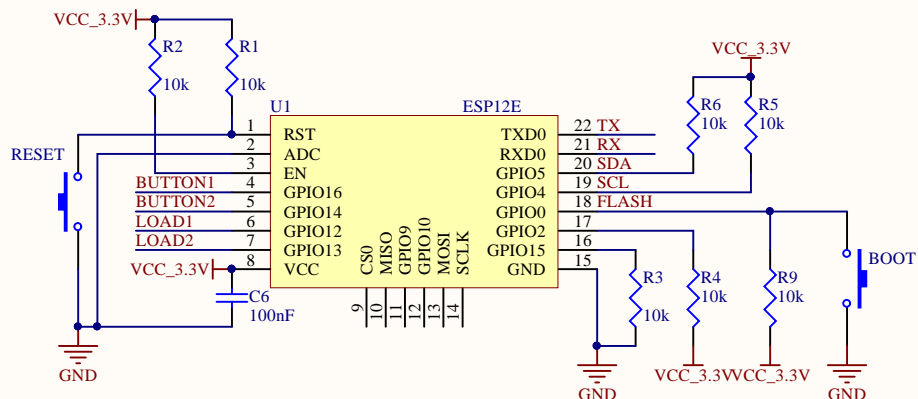 VCC_3.3V
R2
10k
R1
10k
U1
ESP12E
VCC_3.3V
R6
10k
R5
10k
RESET
1 RST
2 ADC
3 EN
BUTTON1 4 GPIO16
BUTTON2 5 GPIO14
LOAD1 6 GPIO12
LOAD2 7 GPIO13
VCC_3.3V 8 VCC
TXD0 22 TX
RXD0 21 RX
GPIO5 20 SDA
GPIO4 19 SCL
GPIO0 18 FLASH
GPIO2 17
GPIO15 16
GND 15
CS0
MISO
GPIO9
GPIO10
MOSI
SCLK
9
10
11
12
13
14
C6
100nF
R3
10k
R4
10k
R9
10k
BOOT
GND
GND
VCC_3.3V
VCC_3.3V
GND